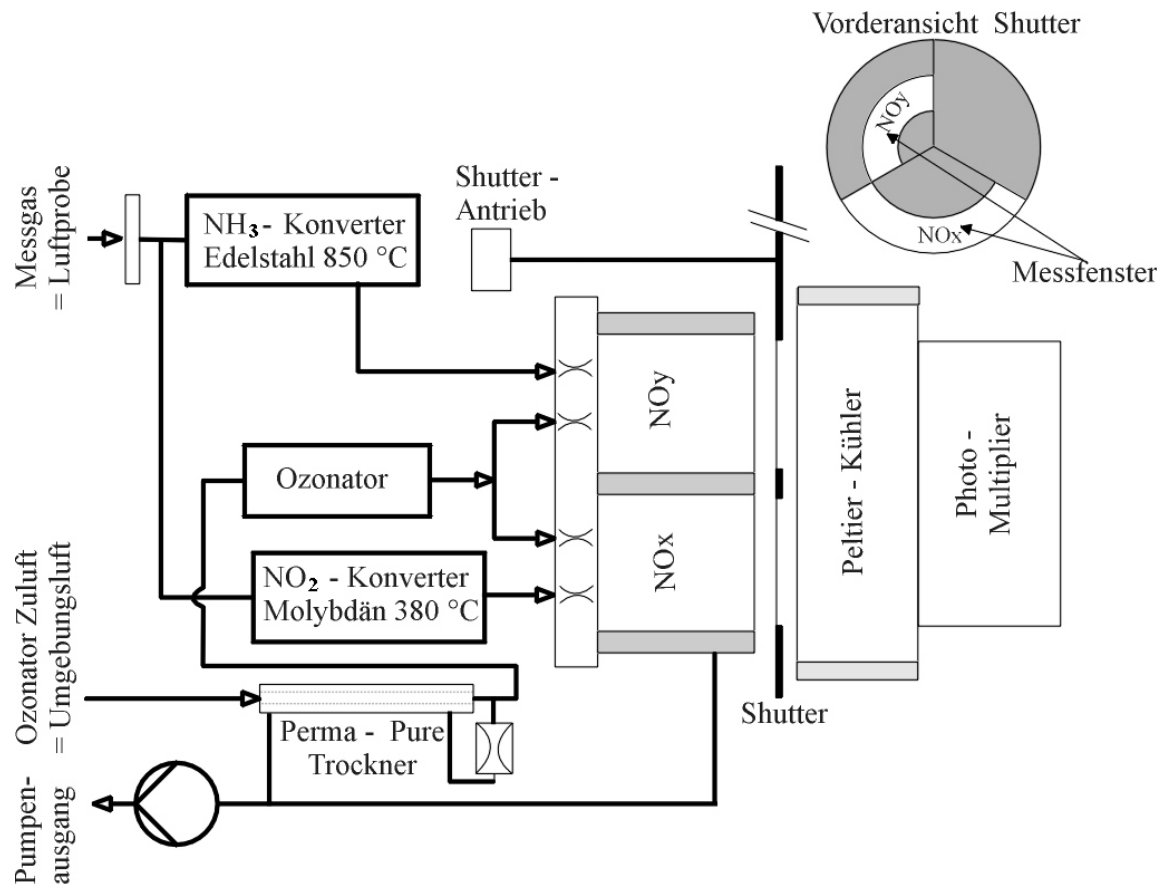 Vorderansicht Shutter
NOy
NOx
Messfenster
Messgas
= Luftprobe
NH3 - Konverter
Edelstahl 850 °C
Shutter -
Antrieb
NOy
Ozonator
NOx
NO2 - Konverter
Molybdän 380 °C
Peltier - Kühler
Photo -
Multiplier
Ozonator Zuluft
= Umgebungsluft
Perma - Pure
Trockner
Shutter
Pumpen-
ausgang